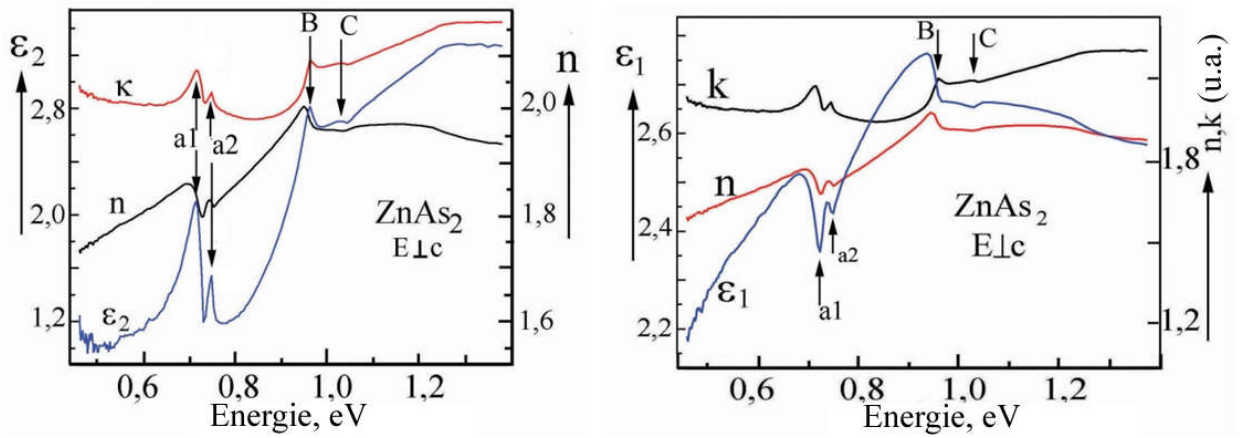 ε₂
2,8
2,0
1,2
κ
n
ε₂
a1
a2
B
C
ZnAs₂
E⊥c
n
2,0
1,8
1,6
0,6
0,8
1,0
1,2
Energie, eV
ε₁
2,6
2,4
2,2
k
n
ε₁
a1
a2
B
C
ZnAs₂
E⊥c
n,k (u.a.)
1,8
1,2
0,6
0,8
1,0
1,2
Energie, eV